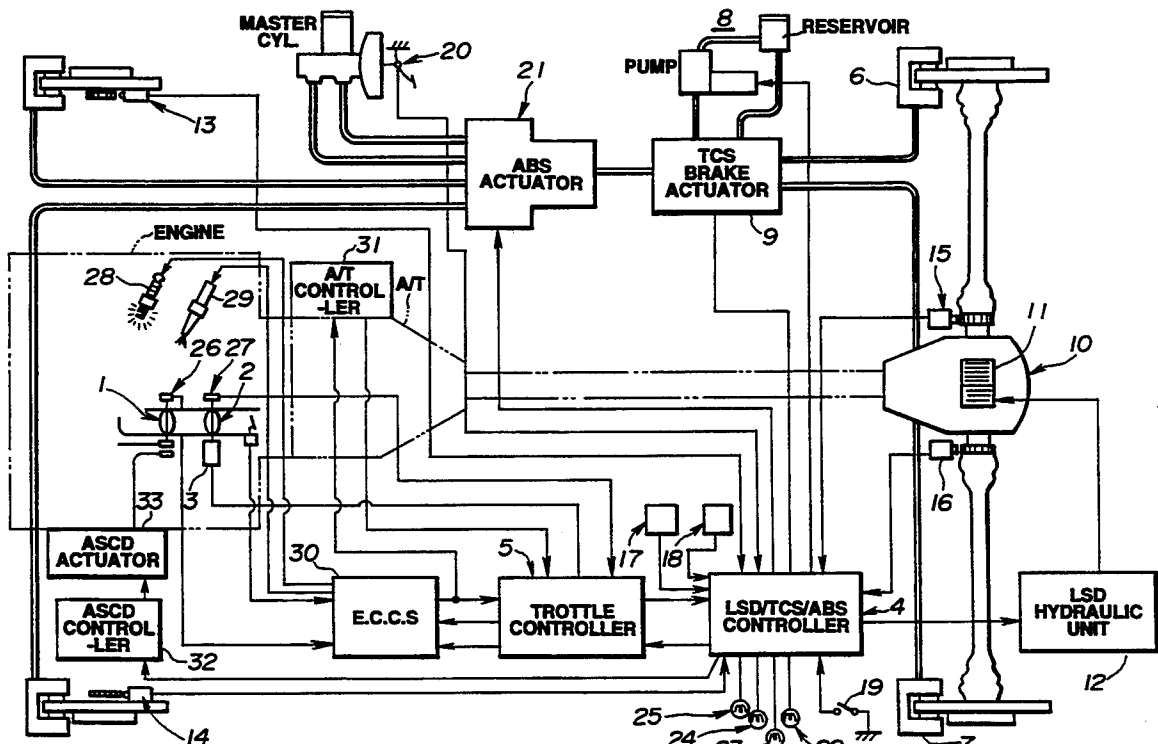 MASTER
CYL.
20
8
RESERVOIR
PUMP
6
21
13
ABS
ACTUATOR
TCS
BRAKE
ACTUATOR
9
ENGINE
28
29
31
A/T
CONTROL
-LER
A/T
15
11
10
26
27
1
2
3
16
33
ASCD
ACTUATOR
30
5
17
18
E.C.C.S
TROTTLE
CONTROLLER
LSD/TCS/ABS
CONTROLLER
4
LSD
HYDRAULIC
UNIT
12
ASCD
CONTROL
-LER
32
14
25
24
19
7